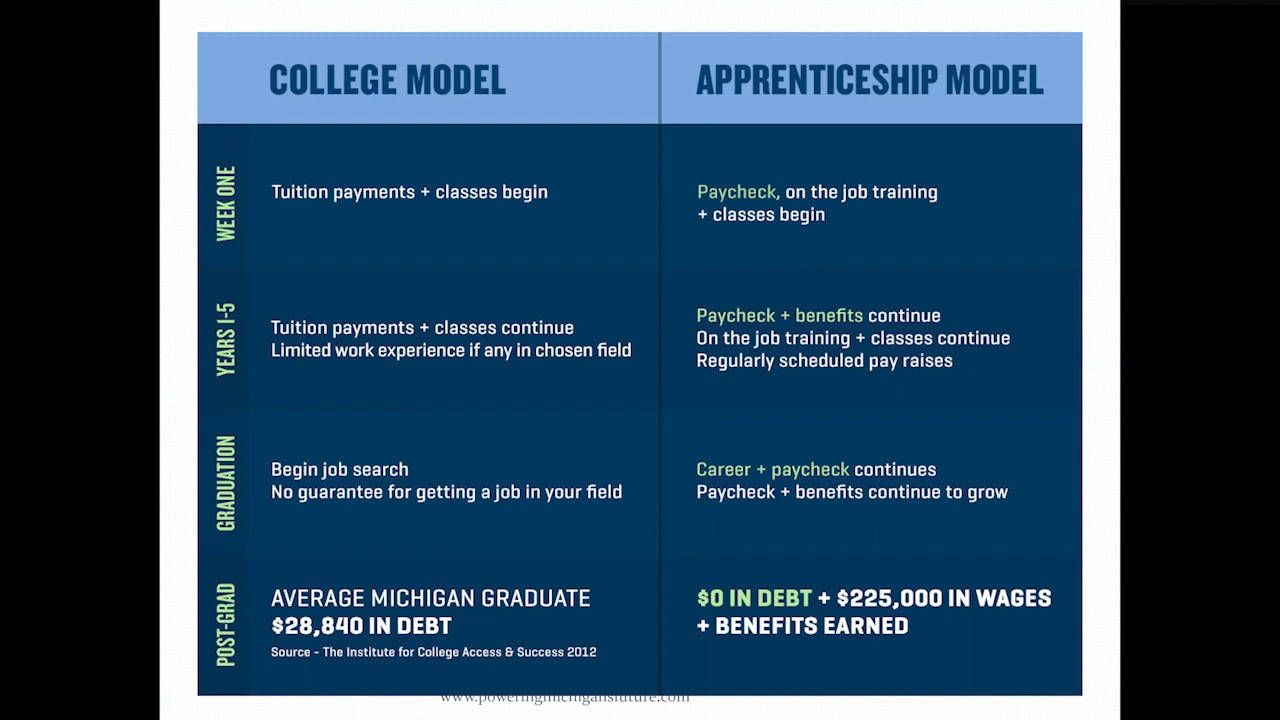 COLLEGE MODEL
APPRENTICESHIP MODEL
WEEK ONE
Tuition payments + classes begin
Paycheck, on the job training
+ classes begin
YEARS 1-5
Tuition payments + classes continue
Limited work experience if any in chosen field
Paycheck + benefits continue
On the job training + classes continue
Regularly scheduled pay raises
GRADUATION
Begin job search
No guarantee for getting a job in your field
Career + paycheck continues
Paycheck + benefits continue to grow
POST-GRAD
AVERAGE MICHIGAN GRADUATE
$28,840 IN DEBT
Source - The Institute for College Access & Success 2012
$0 IN DEBT + $225,000 IN WAGES
+ BENEFITS EARNED
www.poweringmichigansfuture.com